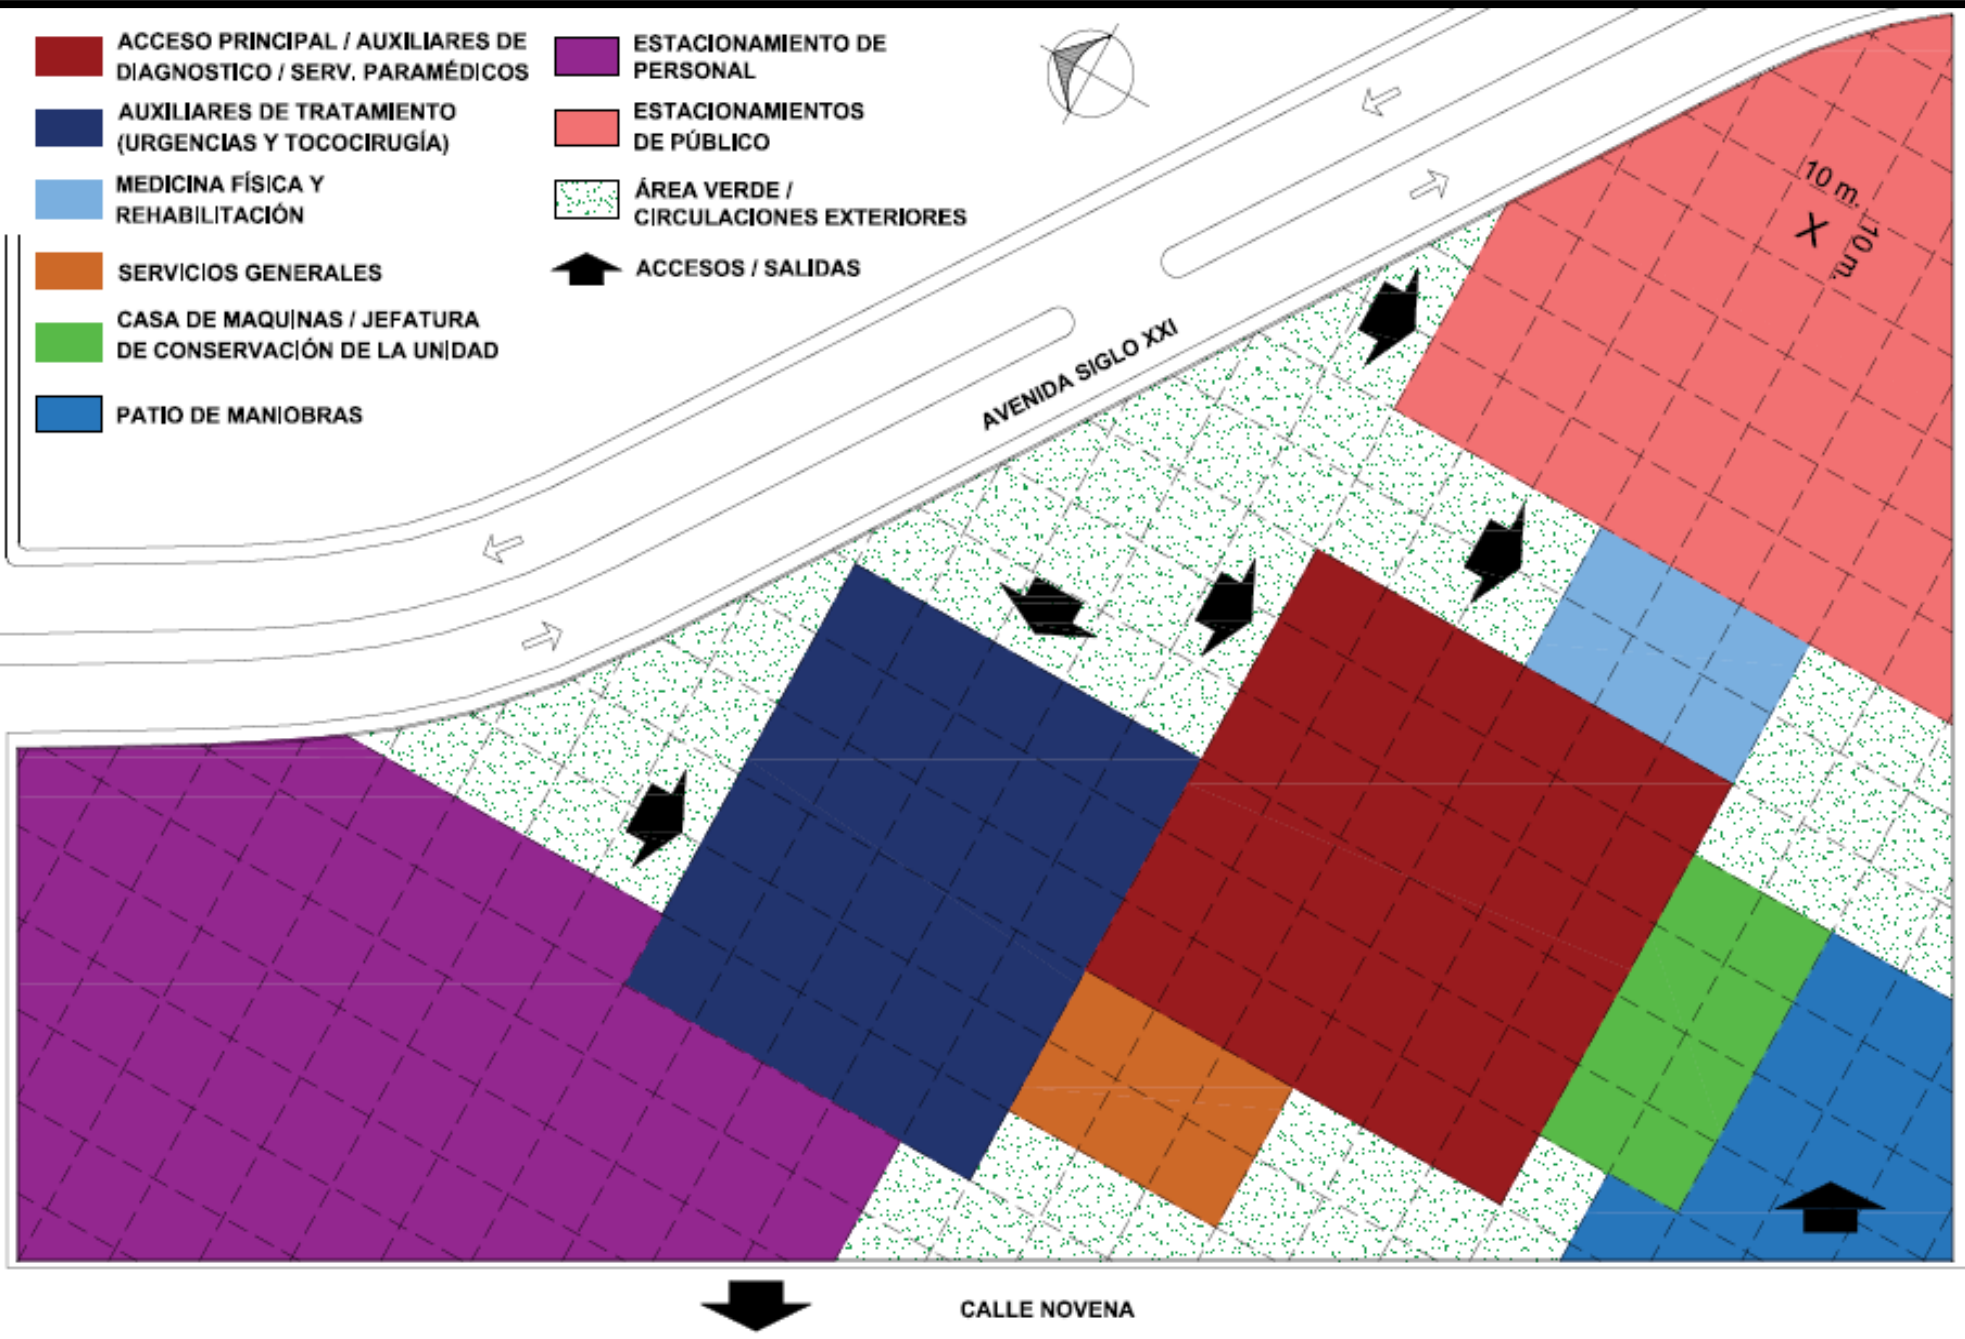 ACCESO PRINCIPAL / AUXILIARES DE
DIAGNOSTICO / SERV. PARAMÉDICOS
AUXILIARES DE TRATAMIENTO
(URGENCIAS Y TOCOCIRUGÍA)
MEDICINA FÍSICA Y
REHABILITACIÓN
SERVICIOS GENERALES
CASA DE MAQUINAS / JEFATURA
DE CONSERVACIÓN DE LA UNIDAD
PATIO DE MANIOBRAS
ESTACIONAMIENTO DE
PERSONAL
ESTACIONAMIENTOS
DE PÚBLICO
ÁREA VERDE /
CIRCULACIONES EXTERIORES
ACCESOS / SALIDAS
10 m.
X
10 m.
AVENIDA SIGLO XXI
CALLE NOVENA